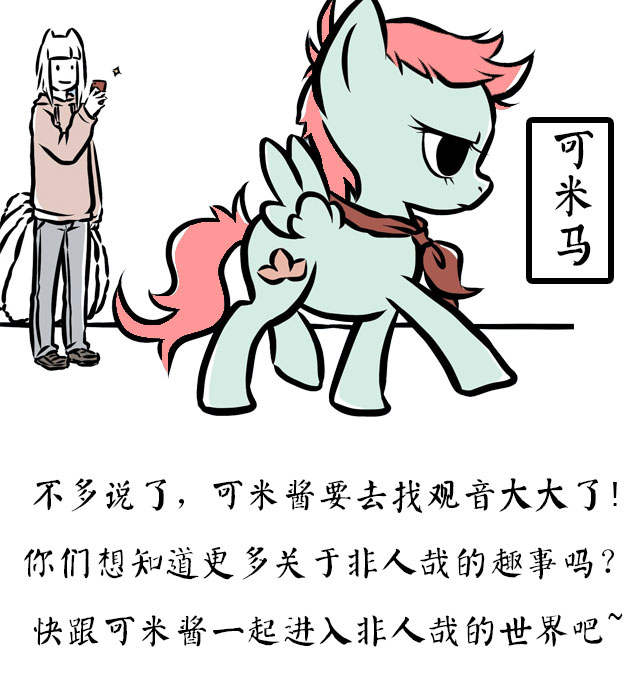 可米马
不多说了，可米酱要去找观音大大了!
你们想知道更多关于非人哉的趣事吗?
快跟可米酱一起进入非人哉的世界吧~